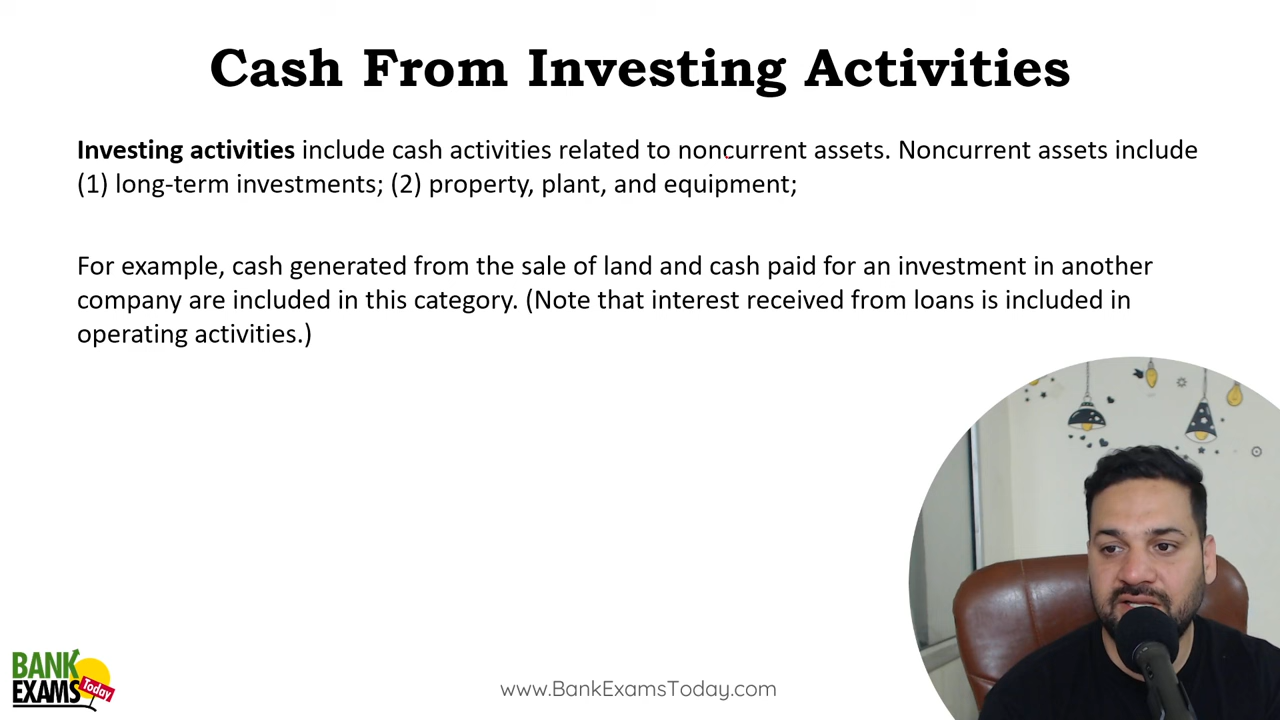 Cash From Investing Activities
Investing activities include cash activities related to noncurrent assets. Noncurrent assets include
(1) long-term investments; (2) property, plant, and equipment;
For example, cash generated from the sale of land and cash paid for an investment in another
company are included in this category. (Note that interest received from loans is included in
operating activities.)
BANK
EXAMS Today
www.BankExamsToday.com